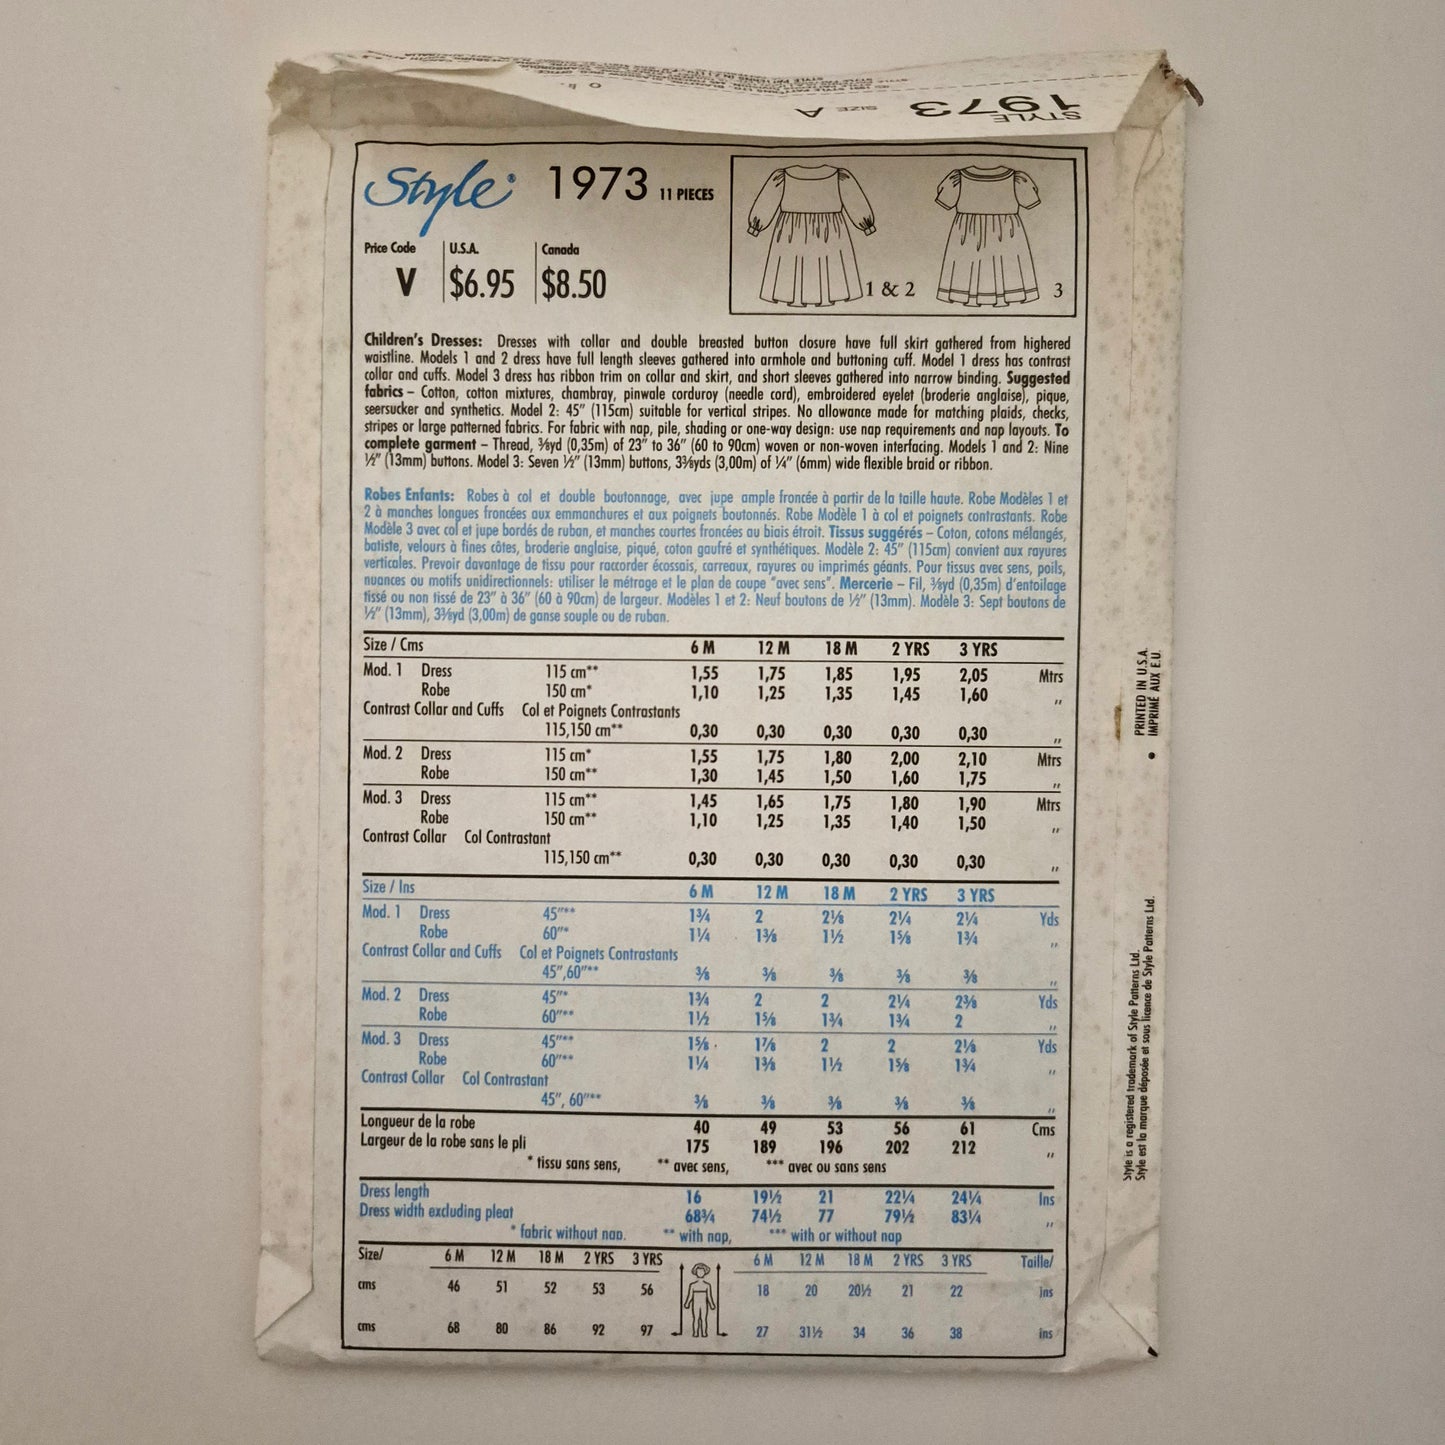 STYLE
1973 SIZE A
Style® 1973 11 PIECES
Price Code U.S.A. Canada
V $6.95 $8.50
1 & 2 3
Children's Dresses: Dresses with collar and double breasted button closure have full skirt gathered from highered
waistline. Models 1 and 2 dress have full length sleeves gathered into armhole and buttoning cuff. Model 1 dress has contrast
collar and cuffs. Model 3 dress has ribbon trim on collar and skirt, and short sleeves gathered into narrow binding. Suggested
fabrics – Cotton, cotton mixtures, chambray, pinwale corduroy (needle cord), embroidered eyelet (broderie anglaise), pique,
seersucker and synthetics. Model 2: 45" (115cm) suitable for vertical stripes. No allowance made for matching plaids, checks,
stripes or large patterned fabrics. For fabric with nap, pile, shading or one-way design: use nap requirements and nap layouts. To
complete garment – Thread, ⅜yd (0,35m) of 23" to 36" (60 to 90cm) woven or non-woven interfacing. Models 1 and 2: Nine
½" (13mm) buttons. Model 3: Seven ½" (13mm) buttons, 3⅜yds (3,00m) of ¼" (6mm) wide flexible braid or ribbon.
Robes Enfants: Robes à col et double boutonnage, avec jupe ample froncée à partir de la taille haute. Robe Modèles 1 et
2 à manches longues froncées aux emmanchures et aux poignets boutonnés. Robe Modèle 1 à col et poignets contrastants. Robe
Modèle 3 avec col et jupe bordés de ruban, et manches courtes froncées au biais étroit. Tissus suggérés – Coton, cotons mélangés,
batiste, velours à fines côtes, broderie anglaise, piqué, coton gaufré et synthétiques. Modèle 2: 45" (115cm) convient aux rayures
verticales. Prevoir davantage de tissu pour raccorder écossais, carreaux, rayures ou imprimés géants. Pour tissus avec sens, poils,
nuances ou motifs unidirectionnels: utiliser le métrage et le plan de coupe "avec sens". Mercerie – Fil, ⅜yd (0,35m) d'entoilage
tissé ou non tissé de 23" à 36" (60 à 90cm) de largeur. Modèles 1 et 2: Neuf boutons de ½" (13mm). Modèle 3: Sept boutons de
½" (13mm), 3⅜yd (3,00m) de ganse souple ou de ruban.
Size / Cms 6 M 12 M 18 M 2 YRS 3 YRS
Mod. 1 Dress 115 cm** 1,55 1,75 1,85 1,95 2,05 Mtrs
Robe 150 cm* 1,10 1,25 1,35 1,45 1,60 "
Contrast Collar and Cuffs Col et Poignets Contrastants
115,150 cm** 0,30 0,30 0,30 0,30 0,30 "
Mod. 2 Dress 115 cm* 1,55 1,75 1,80 2,00 2,10 Mtrs
Robe 150 cm** 1,30 1,45 1,50 1,60 1,75 "
Mod. 3 Dress 115 cm** 1,45 1,65 1,75 1,80 1,90 Mtrs
Robe 150 cm** 1,10 1,25 1,35 1,40 1,50 "
Contrast Collar Col Contrastant
115,150 cm** 0,30 0,30 0,30 0,30 0,30 "
Size / Ins 6 M 12 M 18 M 2 YRS 3 YRS
Mod. 1 Dress 45"** 1¾ 2 2⅛ 2¼ 2¼ Yds
Robe 60"* 1¼ 1⅜ 1½ 1⅝ 1¾ "
Contrast Collar and Cuffs Col et Poignets Contrastants
45",60"** ⅜ ⅜ ⅜ ⅜ ⅜ "
Mod. 2 Dress 45"* 1¾ 2 2 2¼ 2⅜ Yds
Robe 60"** 1½ 1⅝ 1¾ 1¾ 2 "
Mod. 3 Dress 45"** 1⅝ 1⅞ 2 2 2⅛ Yds
Robe 60"** 1¼ 1⅜ 1½ 1⅝ 1¾ "
Contrast Collar Col Contrastant
45", 60"** ⅜ ⅜ ⅜ ⅜ ⅜ "
Longueur de la robe 40 49 53 56 61 Cms
Largeur de la robe sans le pli 175 189 196 202 212 "
* tissu sans sens, ** avec sens, *** avec ou sans sens
Dress length 16 19½ 21 22¼ 24¼ Ins
Dress width excluding pleat 68¾ 74½ 77 79½ 83¼ "
* fabric without nap. ** with nap, *** with or without nap
Size/ 6 M 12 M 18 M 2 YRS 3 YRS 6 M 12 M 18 M 2 YRS 3 YRS Taille/
cms 46 51 52 53 56 18 20 20½ 21 22 ins
cms 68 80 86 92 97 27 31½ 34 36 38 ins
• PRINTED IN U.S.A.
IMPRIMÉ AUX E.U.
Style is a registered trademark of Style Patterns Ltd.
Style est la marque déposée et sous licence de Style Patterns Ltd.